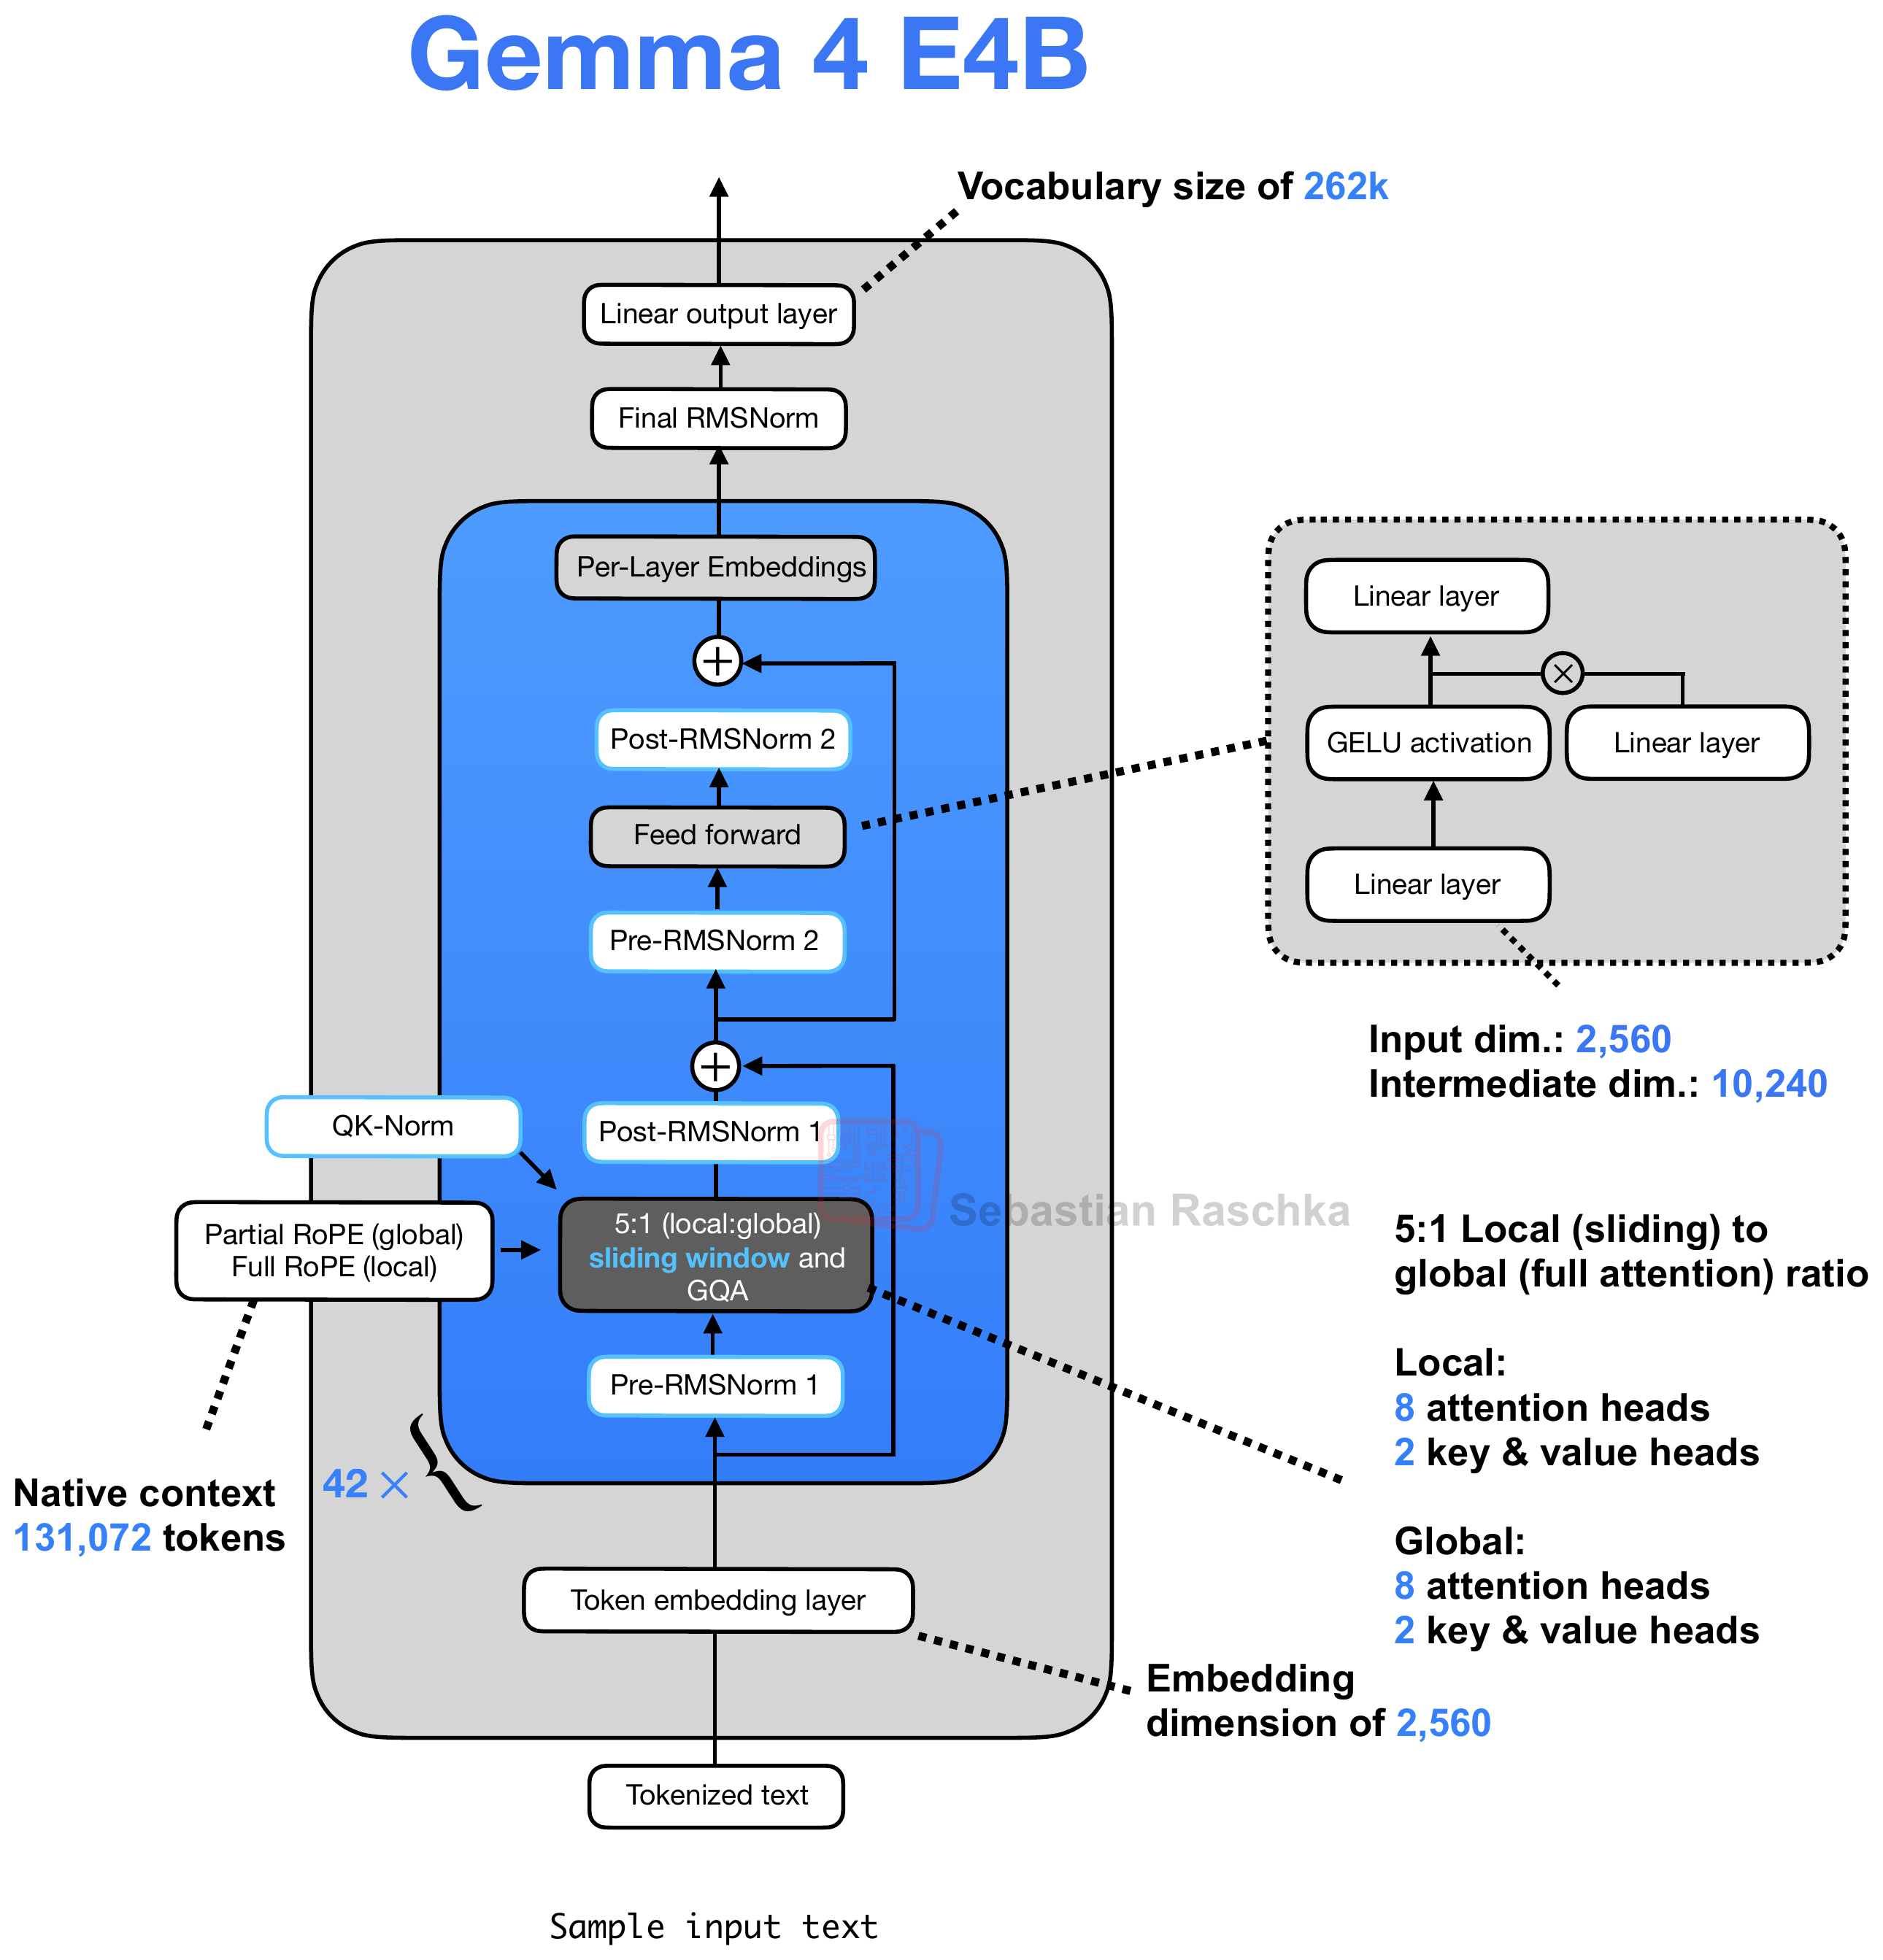 Gemma 4 E4B
Vocabulary size of 262k
Linear output layer
Final RMSNorm
Per-Layer Embeddings
+
Post-RMSNorm 2
Feed forward
Pre-RMSNorm 2
+
Post-RMSNorm 1
QK-Norm
Partial RoPE (global)
Full RoPE (local)
5:1 (local:global)
sliding window and
GQA
Pre-RMSNorm 1
42 ×
{
Native context
131,072 tokens
Token embedding layer
Embedding
dimension of 2,560
Tokenized text
Sample input text
Linear layer
×
GELU activation
Linear layer
Linear layer
Input dim.: 2,560
Intermediate dim.: 10,240
Sebastian Raschka
5:1 Local (sliding) to
global (full attention) ratio
Local:
8 attention heads
2 key & value heads
Global:
8 attention heads
2 key & value heads